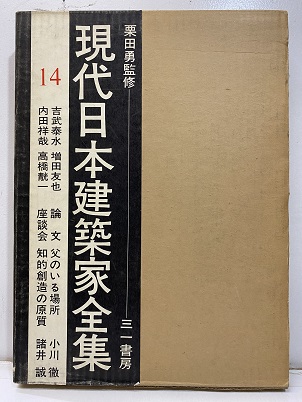 栗田勇監修
現代日本建築家全集
三一書房
14
吉武泰水 増田友也 論文 父のいる場所 小川徹
内田祥哉 高橋靗一 座談会 知的創造の原質 諸井誠